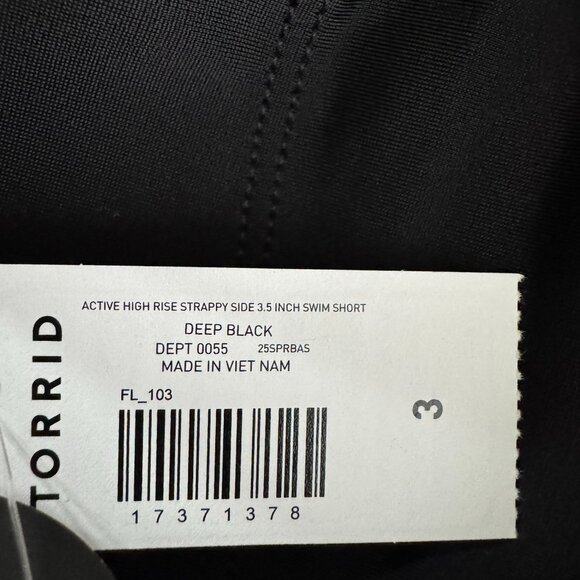 TORRID
ACTIVE HIGH RISE STRAPPY SIDE 3.5 INCH SWIM SHORT
DEEP BLACK
DEPT 0055 25SPRBAS
MADE IN VIET NAM
FL_103
3
17371378